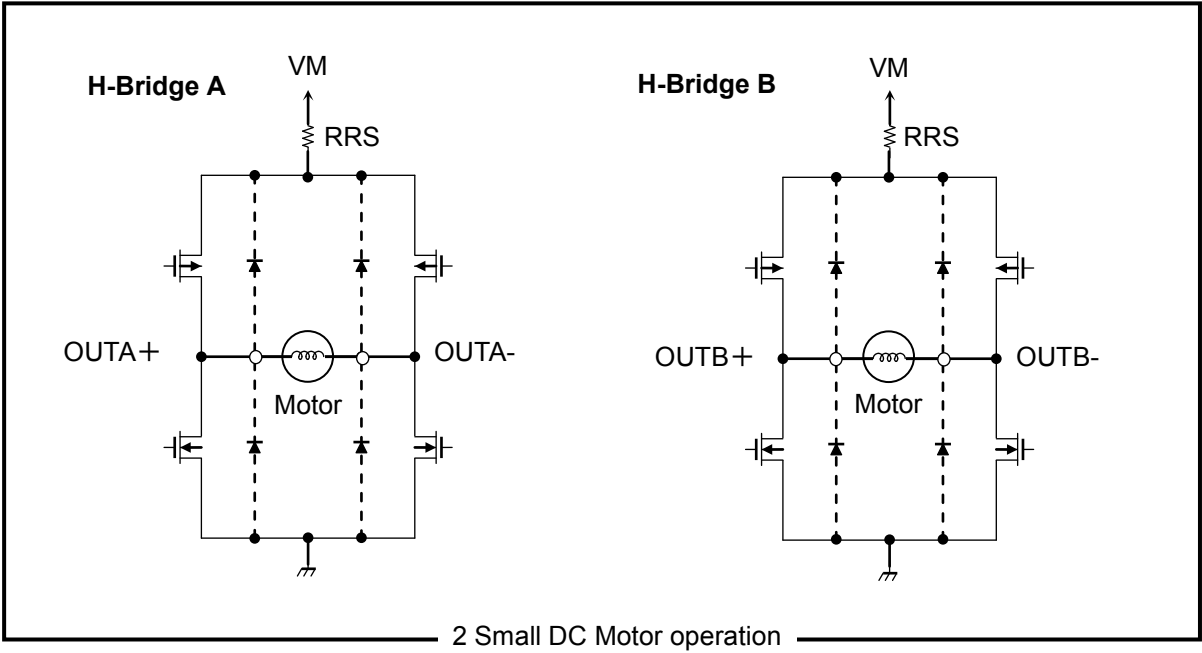 H-Bridge A
VM
RRS
OUTA+
OUTA-
Motor
H-Bridge B
VM
RRS
OUTB+
OUTB-
Motor
2 Small DC Motor operation